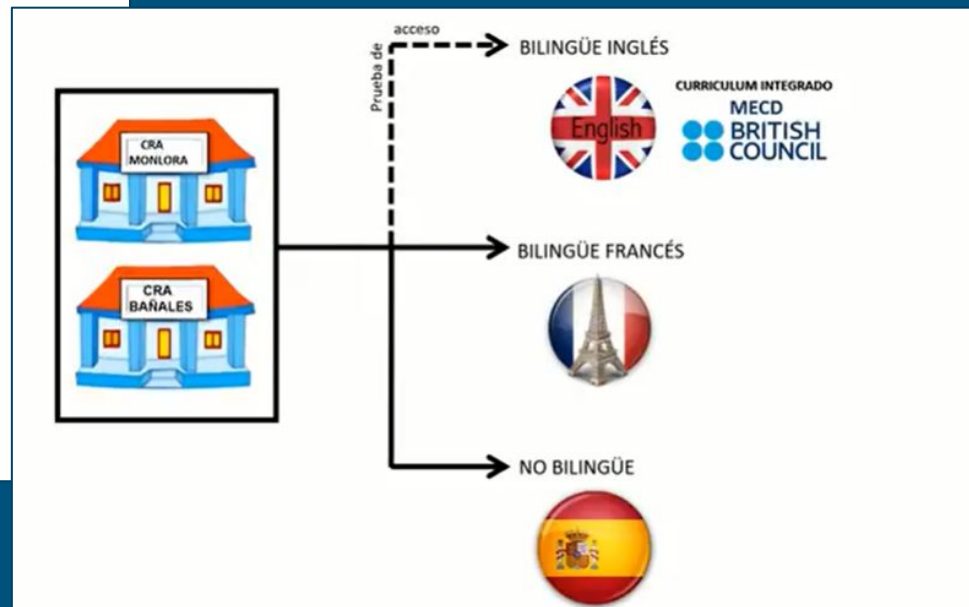 Prueba de
acceso
BILINGÜE INGLÉS
English
CURRICULUM INTEGRADO
MECD
BRITISH
COUNCIL
CRA
MONLORA
BILINGÜE FRANCÉS
CRA
BAÑALES
NO BILINGÜE